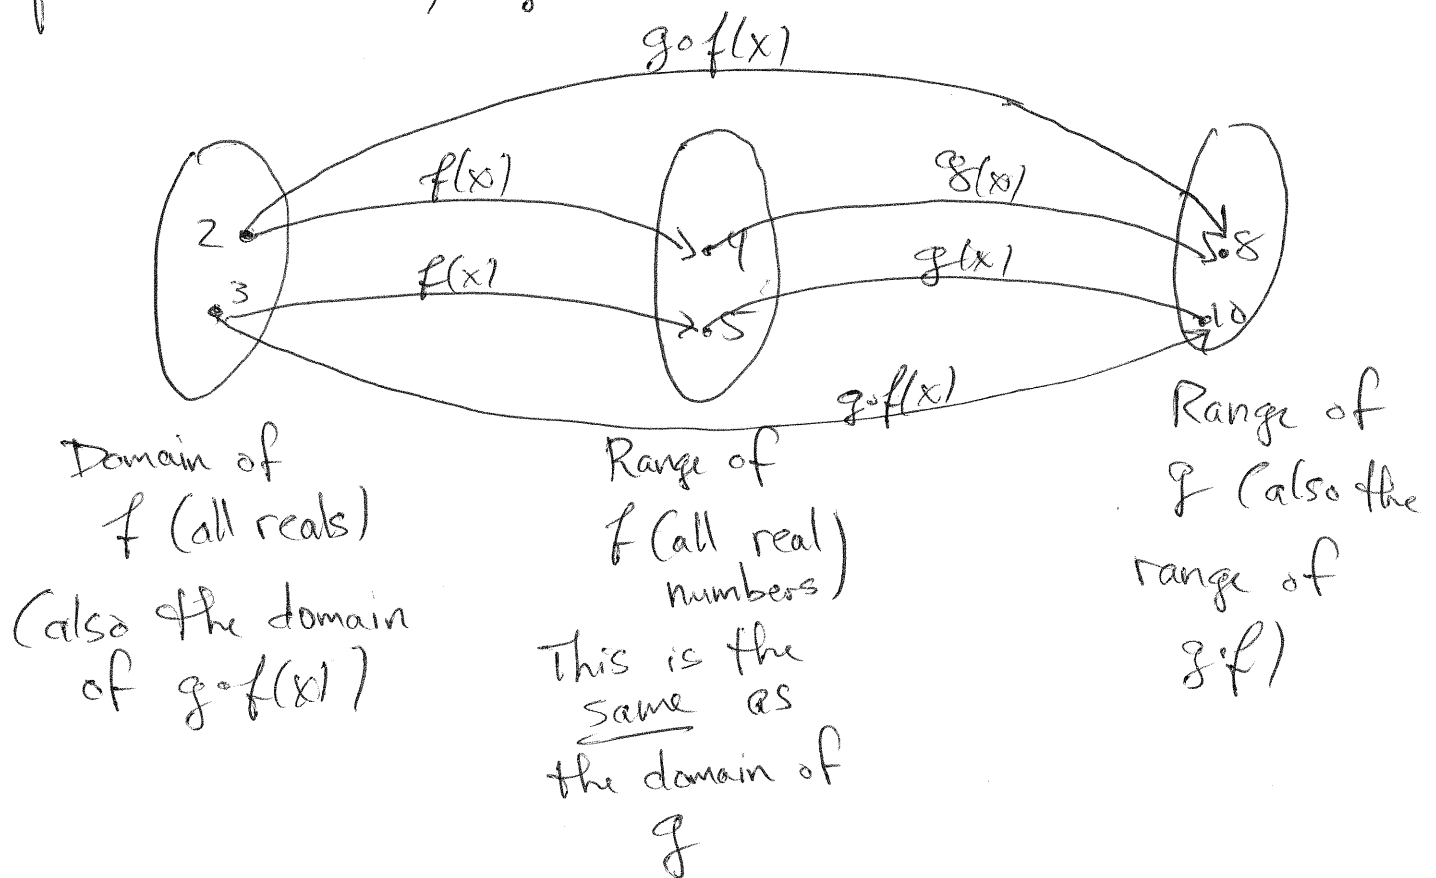 g∘f(x)
f(x)
g(x)
2
4
8
f(x)
g(x)
3
5
10
g∘f(x)
Domain of
f (all reals)
(also the domain
of g∘f(x))
Range of
f (all real
numbers)
This is the
same as
the domain of
g
Range of
g (also the
range of
g∘f)